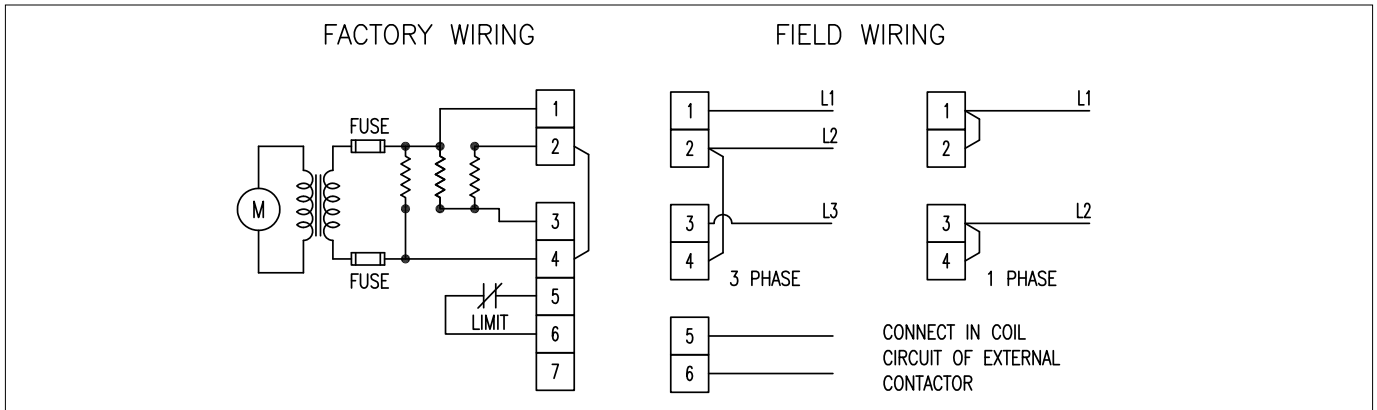 FACTORY WIRING
FUSE
M
FUSE
LIMIT
1
2
3
4
5
6
7
FIELD WIRING
1
2
3
4
L1
L2
L3
3 PHASE
1
2
3
4
L1
L2
1 PHASE
5
6
CONNECT IN COIL
CIRCUIT OF EXTERNAL
CONTACTOR